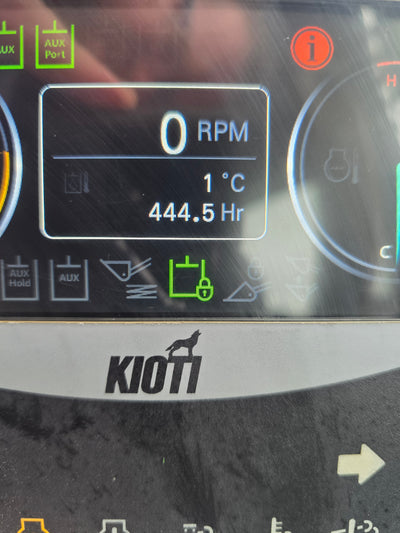 AUX
AUX
Port
i
H
0 RPM
1 °C
444.5 Hr
C
AUX
Hold
AUX
KIOTI